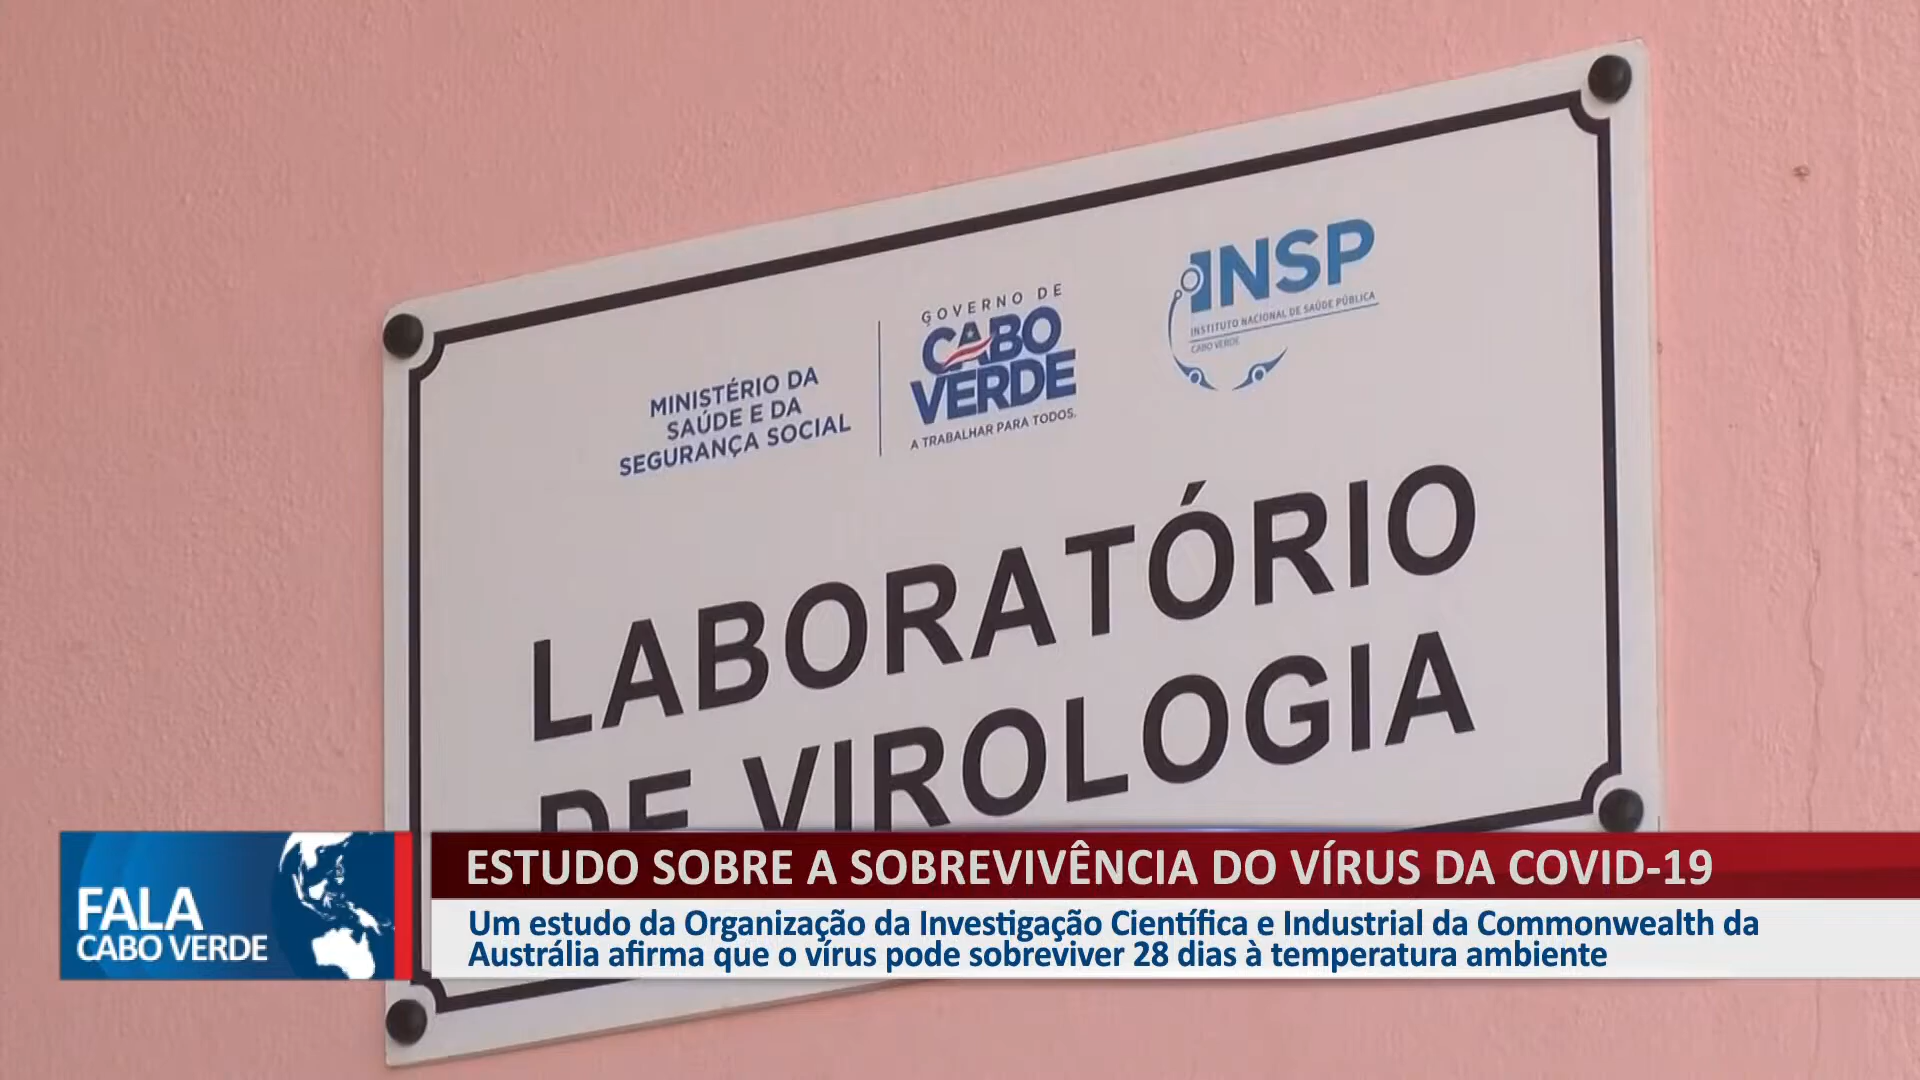 MINISTÉRIO DA
SAÚDE E DA
SEGURANÇA SOCIAL
GOVERNO DE
CABO
VERDE
A TRABALHAR PARA TODOS.
INSP
INSTITUTO NACIONAL DE SAÚDE PÚBLICA
CABO VERDE
LABORATÓRIO
DE VIROLOGIA
FALA
CABO VERDE
ESTUDO SOBRE A SOBREVIVÊNCIA DO VÍRUS DA COVID-19
Um estudo da Organização da Investigação Científica e Industrial da Commonwealth da
Austrália afirma que o vírus pode sobreviver 28 dias à temperatura ambiente